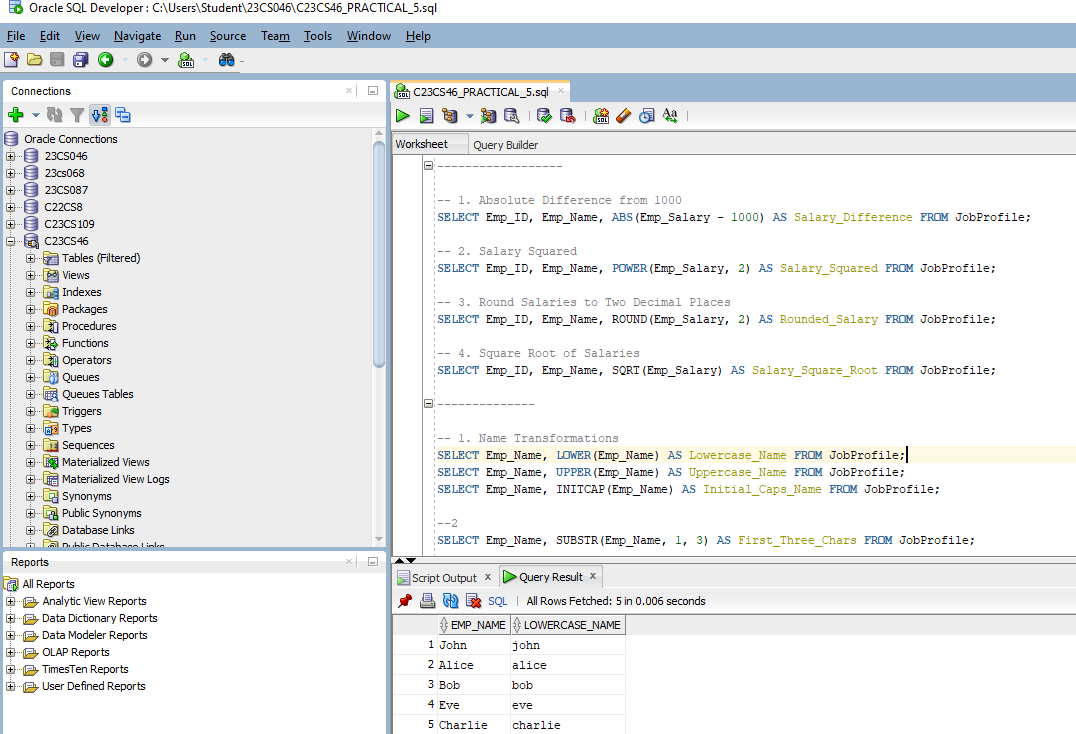 Oracle SQL Developer : C:\Users\Student\23CS046\C23CS46_PRACTICAL_5.sql
File Edit View Navigate Run Source Team Tools Window Help
Connections
Oracle Connections
23CS046
23cs068
23CS087
C22CS8
C23CS109
C23CS46
Tables (Filtered)
Views
Indexes
Packages
Procedures
Functions
Operators
Queues
Queues Tables
Triggers
Types
Sequences
Materialized Views
Materialized View Logs
Synonyms
Public Synonyms
Database Links
Public Database Links
Reports
All Reports
Analytic View Reports
Data Dictionary Reports
Data Modeler Reports
OLAP Reports
TimesTen Reports
User Defined Reports
C23CS46_PRACTICAL_5.sql
Worksheet Query Builder
------------------
-- 1. Absolute Difference from 1000
SELECT Emp_ID, Emp_Name, ABS(Emp_Salary - 1000) AS Salary_Difference FROM JobProfile;
-- 2. Salary Squared
SELECT Emp_ID, Emp_Name, POWER(Emp_Salary, 2) AS Salary_Squared FROM JobProfile;
-- 3. Round Salaries to Two Decimal Places
SELECT Emp_ID, Emp_Name, ROUND(Emp_Salary, 2) AS Rounded_Salary FROM JobProfile;
-- 4. Square Root of Salaries
SELECT Emp_ID, Emp_Name, SQRT(Emp_Salary) AS Salary_Square_Root FROM JobProfile;
--------------
-- 1. Name Transformations
SELECT Emp_Name, LOWER(Emp_Name) AS Lowercase_Name FROM JobProfile;
SELECT Emp_Name, UPPER(Emp_Name) AS Uppercase_Name FROM JobProfile;
SELECT Emp_Name, INITCAP(Emp_Name) AS Initial_Caps_Name FROM JobProfile;
--2
SELECT Emp_Name, SUBSTR(Emp_Name, 1, 3) AS First_Three_Chars FROM JobProfile;
Script Output x Query Result x
SQL | All Rows Fetched: 5 in 0.006 seconds
EMP_NAME LOWERCASE_NAME
1 John john
2 Alice alice
3 Bob bob
4 Eve eve
5 Charlie charlie